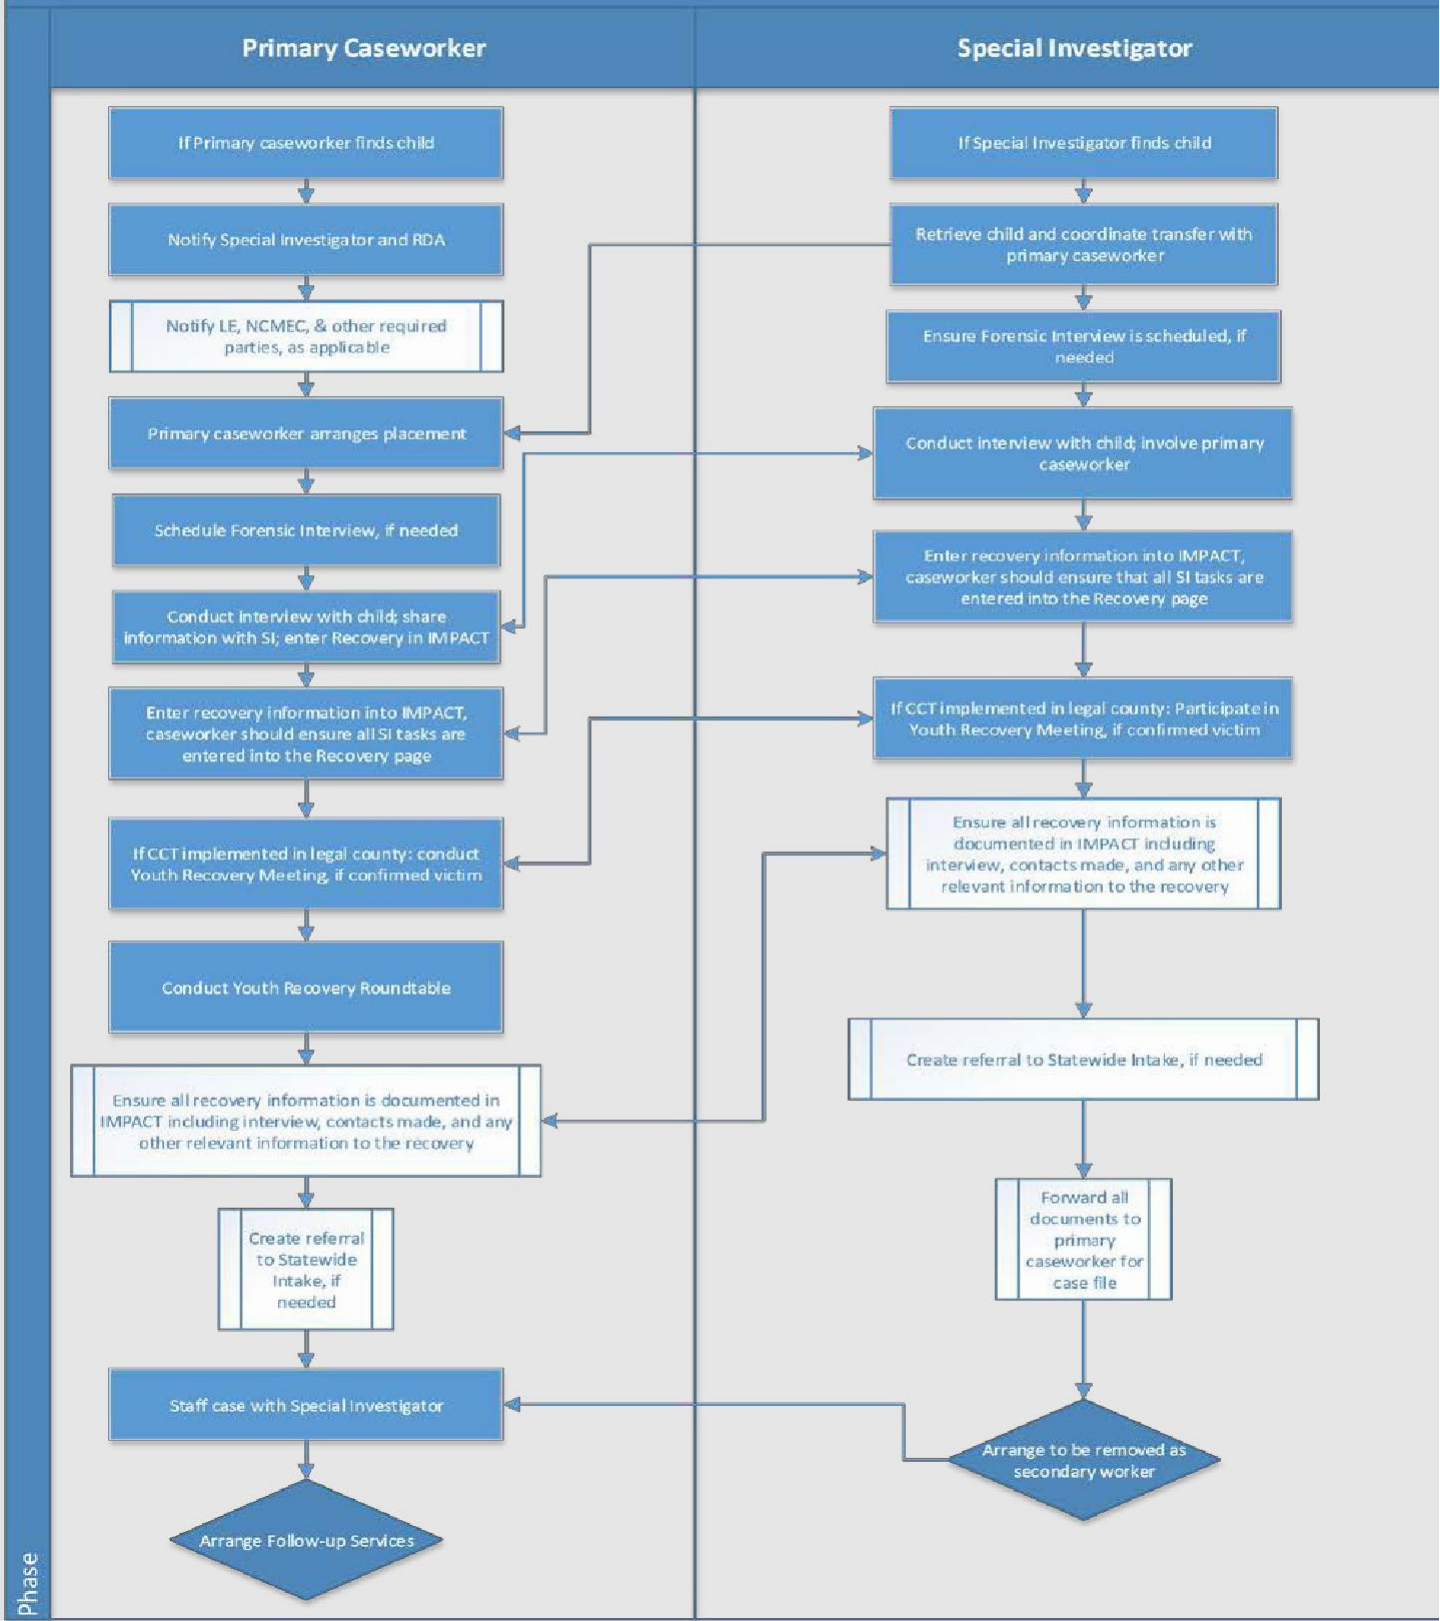 Primary Caseworker
Special Investigator
If Primary caseworker finds child
Notify Special Investigator and RDA
Notify LE, NCMEC, & other required
parties, as applicable
Primary caseworker arranges placement
Schedule Forensic Interview, if needed
Conduct interview with child; share
information with SI; enter Recovery in IMPACT
Enter recovery information into IMPACT,
caseworker should ensure all SI tasks are
entered into the Recovery page
If CCT implemented in legal county: conduct
Youth Recovery Meeting, if confirmed victim
Conduct Youth Recovery Roundtable
Ensure all recovery information is documented in
IMPACT including interview, contacts made, and any
other relevant information to the recovery
Create referral
to Statewide
Intake, if
needed
Staff case with Special Investigator
Arrange Follow-up Services
If Special Investigator finds child
Retrieve child and coordinate transfer with
primary caseworker
Ensure Forensic Interview is scheduled, if
needed
Conduct interview with child; involve primary
caseworker
Enter recovery information into IMPACT,
caseworker should ensure that all SI tasks are
entered into the Recovery page
If CCT implemented in legal county: Participate in
Youth Recovery Meeting, if confirmed victim
Ensure all recovery information is
documented in IMPACT including
interview, contacts made, and any other
relevant information to the recovery
Create referral to Statewide Intake, if needed
Forward all
documents to
primary
caseworker for
case file
Arrange to be removed as
secondary worker
Phase